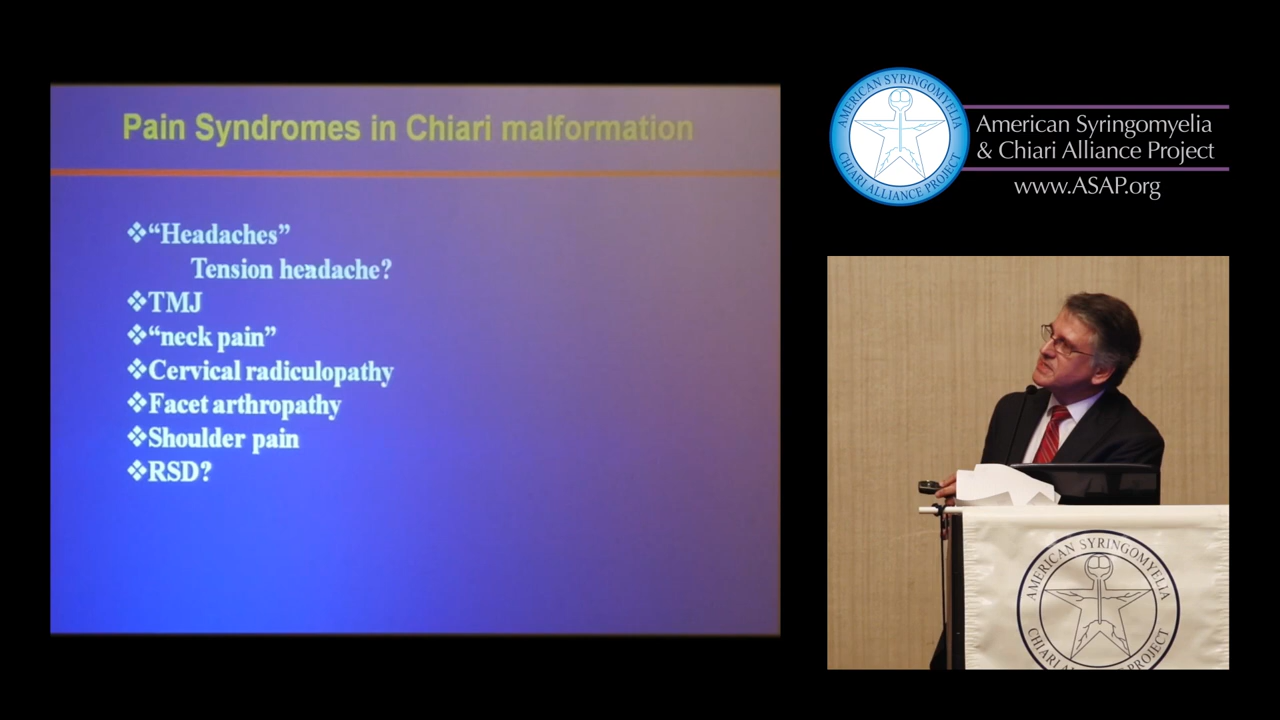 Pain Syndromes in Chiari malformation
❖“Headaches”
Tension headache?
❖TMJ
❖“neck pain”
❖Cervical radiculopathy
❖Facet arthropathy
❖Shoulder pain
❖RSD?
AMERICAN SYRINGOMYELIA
CHIARI ALLIANCE PROJECT
American Syringomyelia
& Chiari Alliance Project
www.ASAP.org
AMERICAN SYRINGOMYELIA
CHIARI ALLIANCE PROJECT